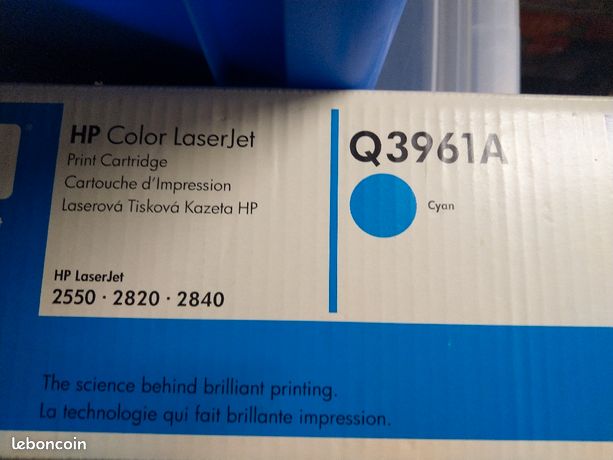 HP Color LaserJet
Print Cartridge
Cartouche d'Impression
Laserová Tisková Kazeta HP
HP LaserJet
2550 · 2820 · 2840
Q3961A
Cyan
The science behind brilliant printing.
La technologie qui fait brillante impression.
leboncoin